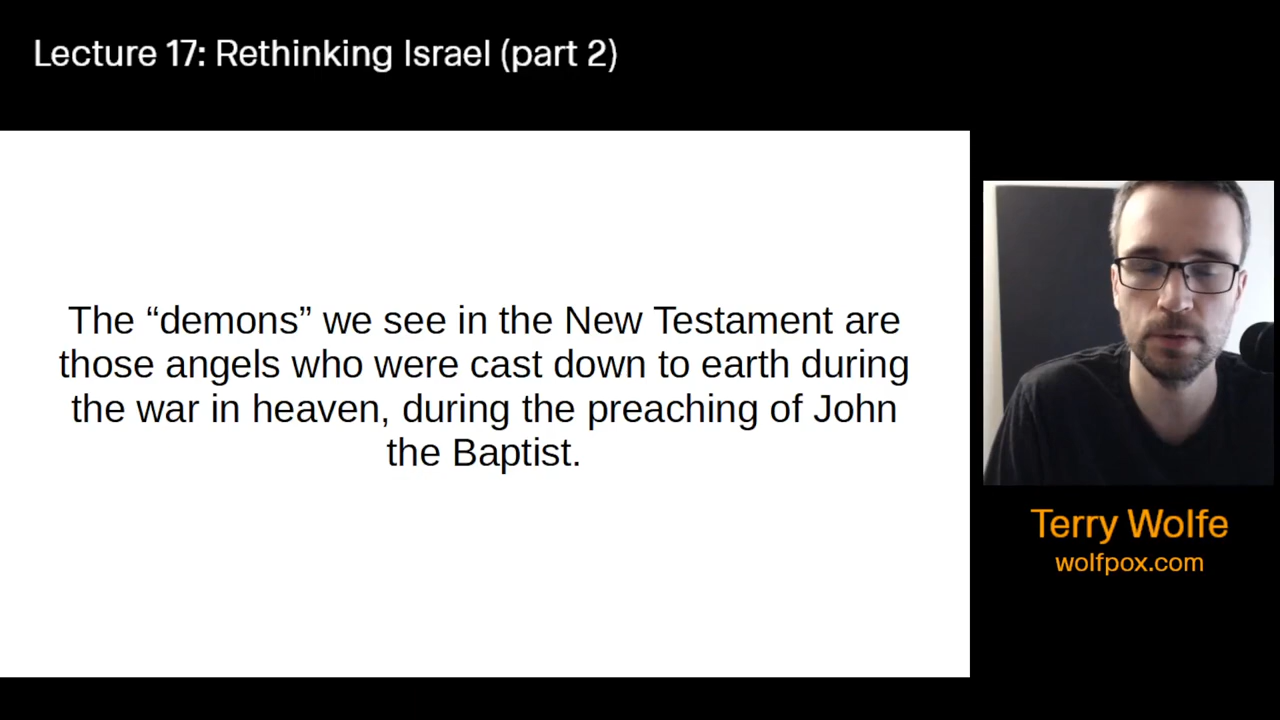 Lecture 17: Rethinking Israel (part 2)
The “demons” we see in the New Testament are
those angels who were cast down to earth during
the war in heaven, during the preaching of John
the Baptist.
Terry Wolfe
wolfpox.com